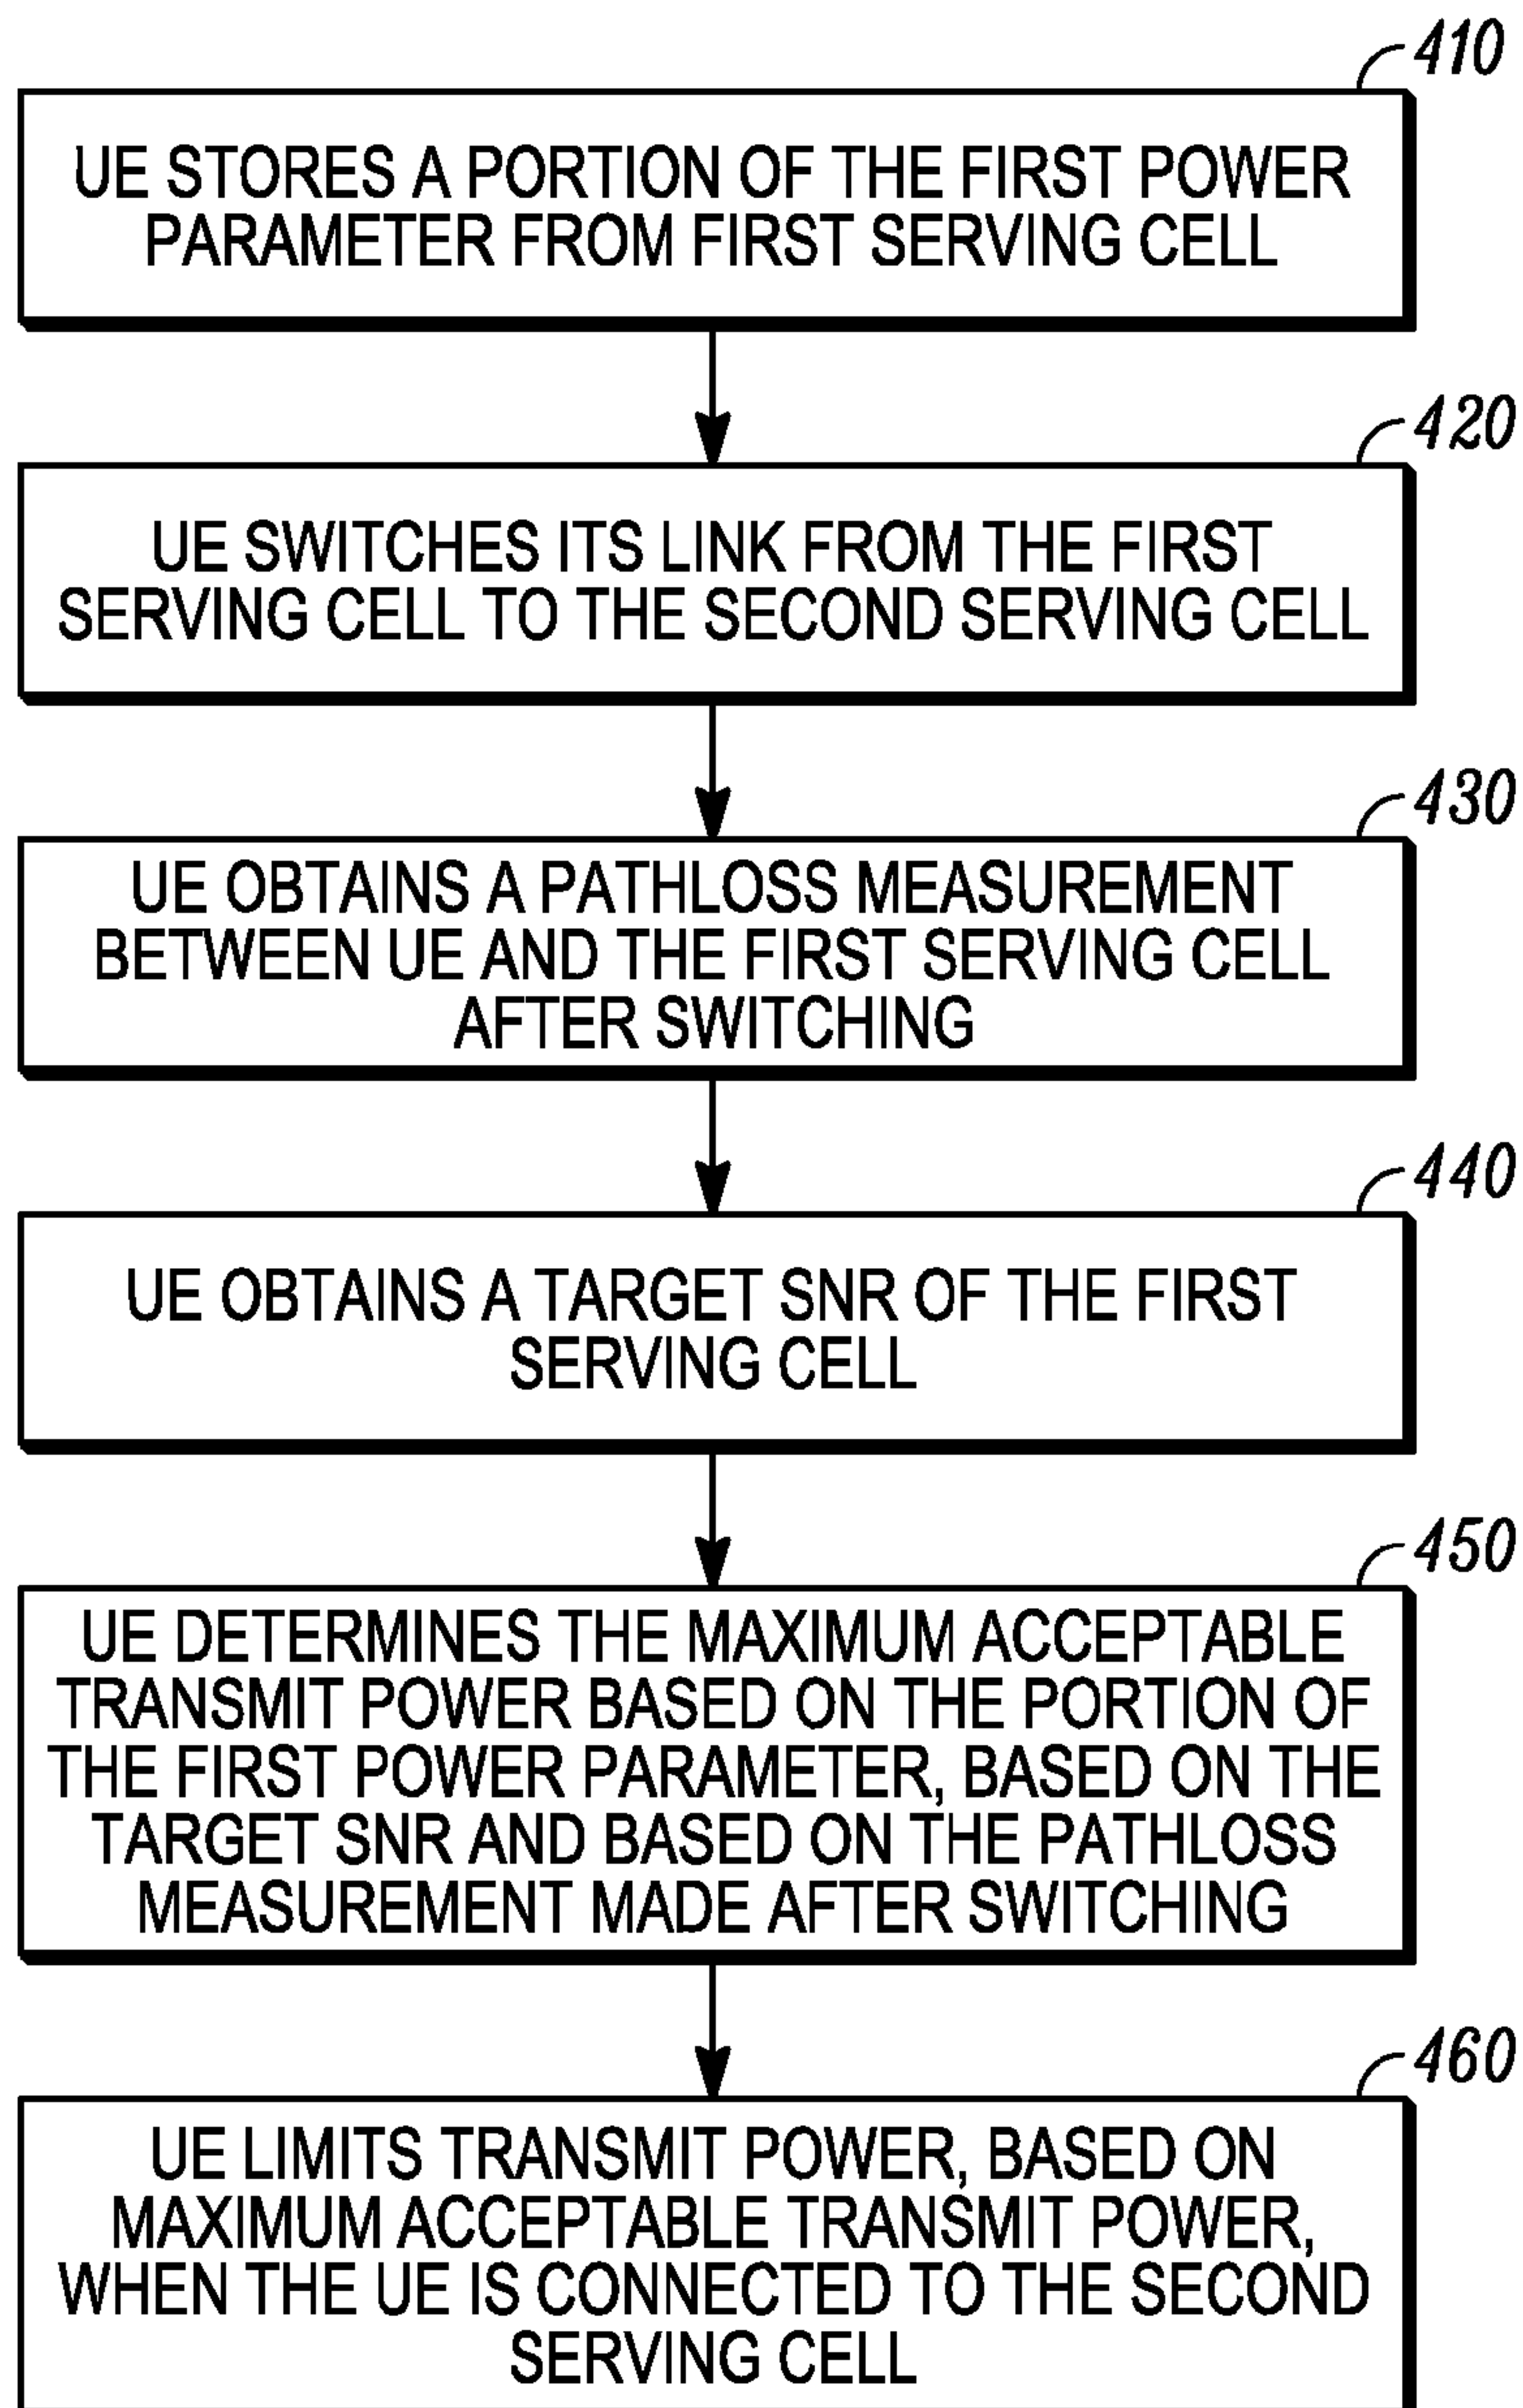 410
UE STORES A PORTION OF THE FIRST POWER
PARAMETER FROM FIRST SERVING CELL
420
UE SWITCHES ITS LINK FROM THE FIRST
SERVING CELL TO THE SECOND SERVING CELL
430
UE OBTAINS A PATHLOSS MEASUREMENT
BETWEEN UE AND THE FIRST SERVING CELL
AFTER SWITCHING
440
UE OBTAINS A TARGET SNR OF THE FIRST
SERVING CELL
450
UE DETERMINES THE MAXIMUM ACCEPTABLE
TRANSMIT POWER BASED ON THE PORTION OF
THE FIRST POWER PARAMETER, BASED ON THE
TARGET SNR AND BASED ON THE PATHLOSS
MEASUREMENT MADE AFTER SWITCHING
460
UE LIMITS TRANSMIT POWER, BASED ON
MAXIMUM ACCEPTABLE TRANSMIT POWER,
WHEN THE UE IS CONNECTED TO THE SECOND
SERVING CELL